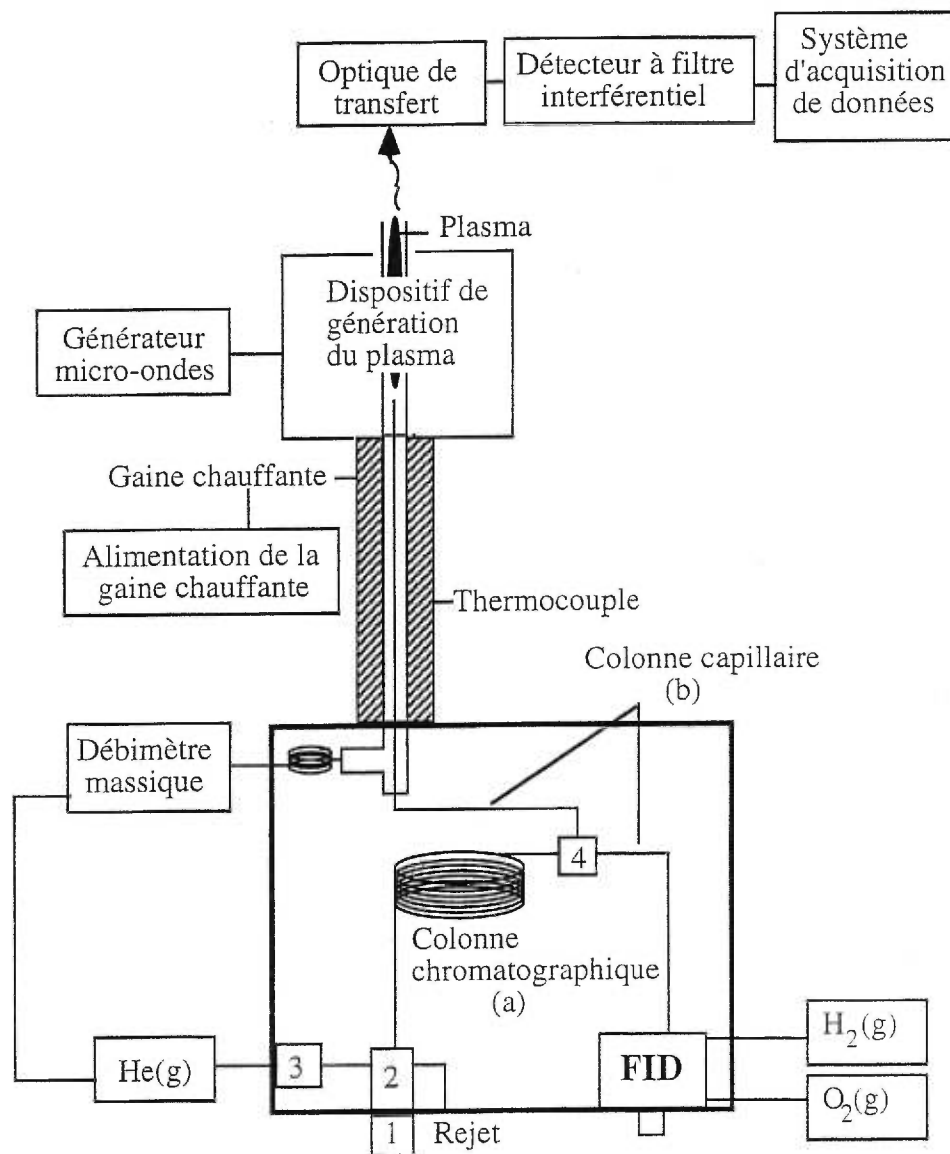 Optique de
transfert
Détecteur à filtre
interférentiel
Système
d'acquisition
de données
Plasma
Dispositif de
génération
du plasma
Générateur
micro-ondes
Gaine chauffante
Alimentation de la
gaine chauffante
Thermocouple
Colonne capillaire
(b)
Débimètre
massique
4
Colonne
chromatographique
(a)
He(g)
3
2
FID
H2(g)
O2(g)
1
Rejet